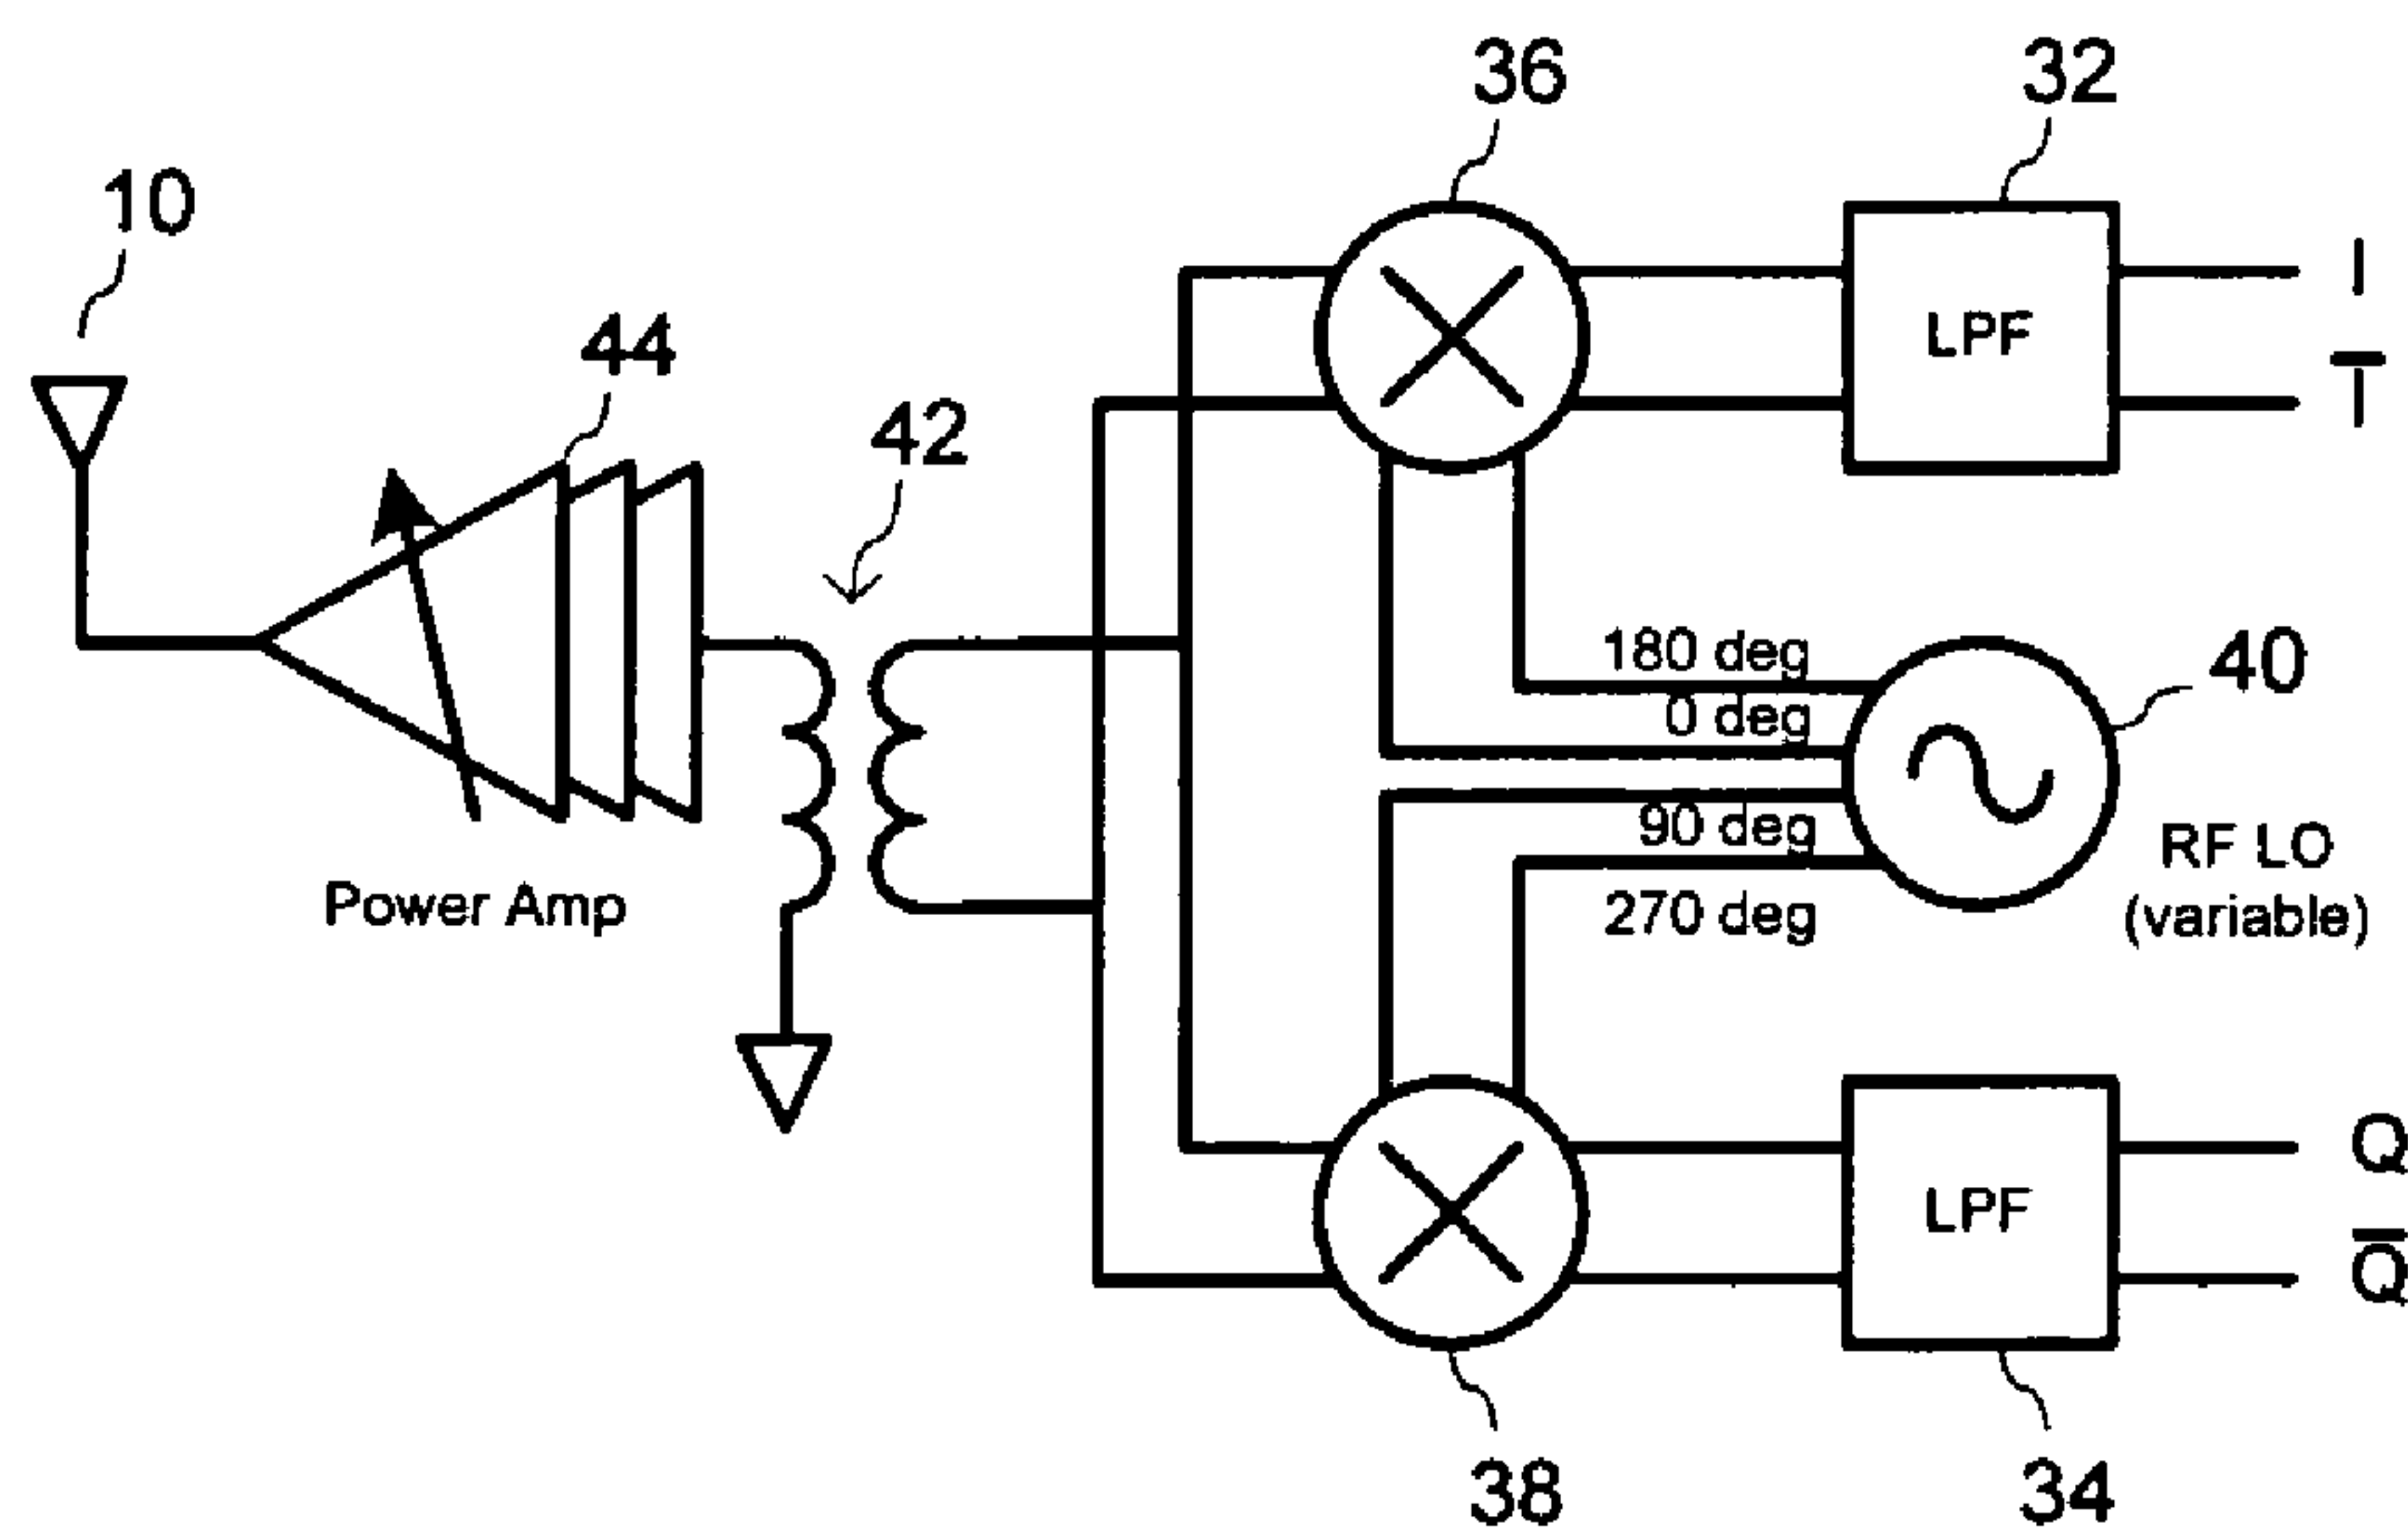 36
32
10
I
44
LPF
I̅
42
180 deg
40
0 deg
90 deg
RF LO
Power Amp
270 deg
(variable)
Q
LPF
Q̅
38
34